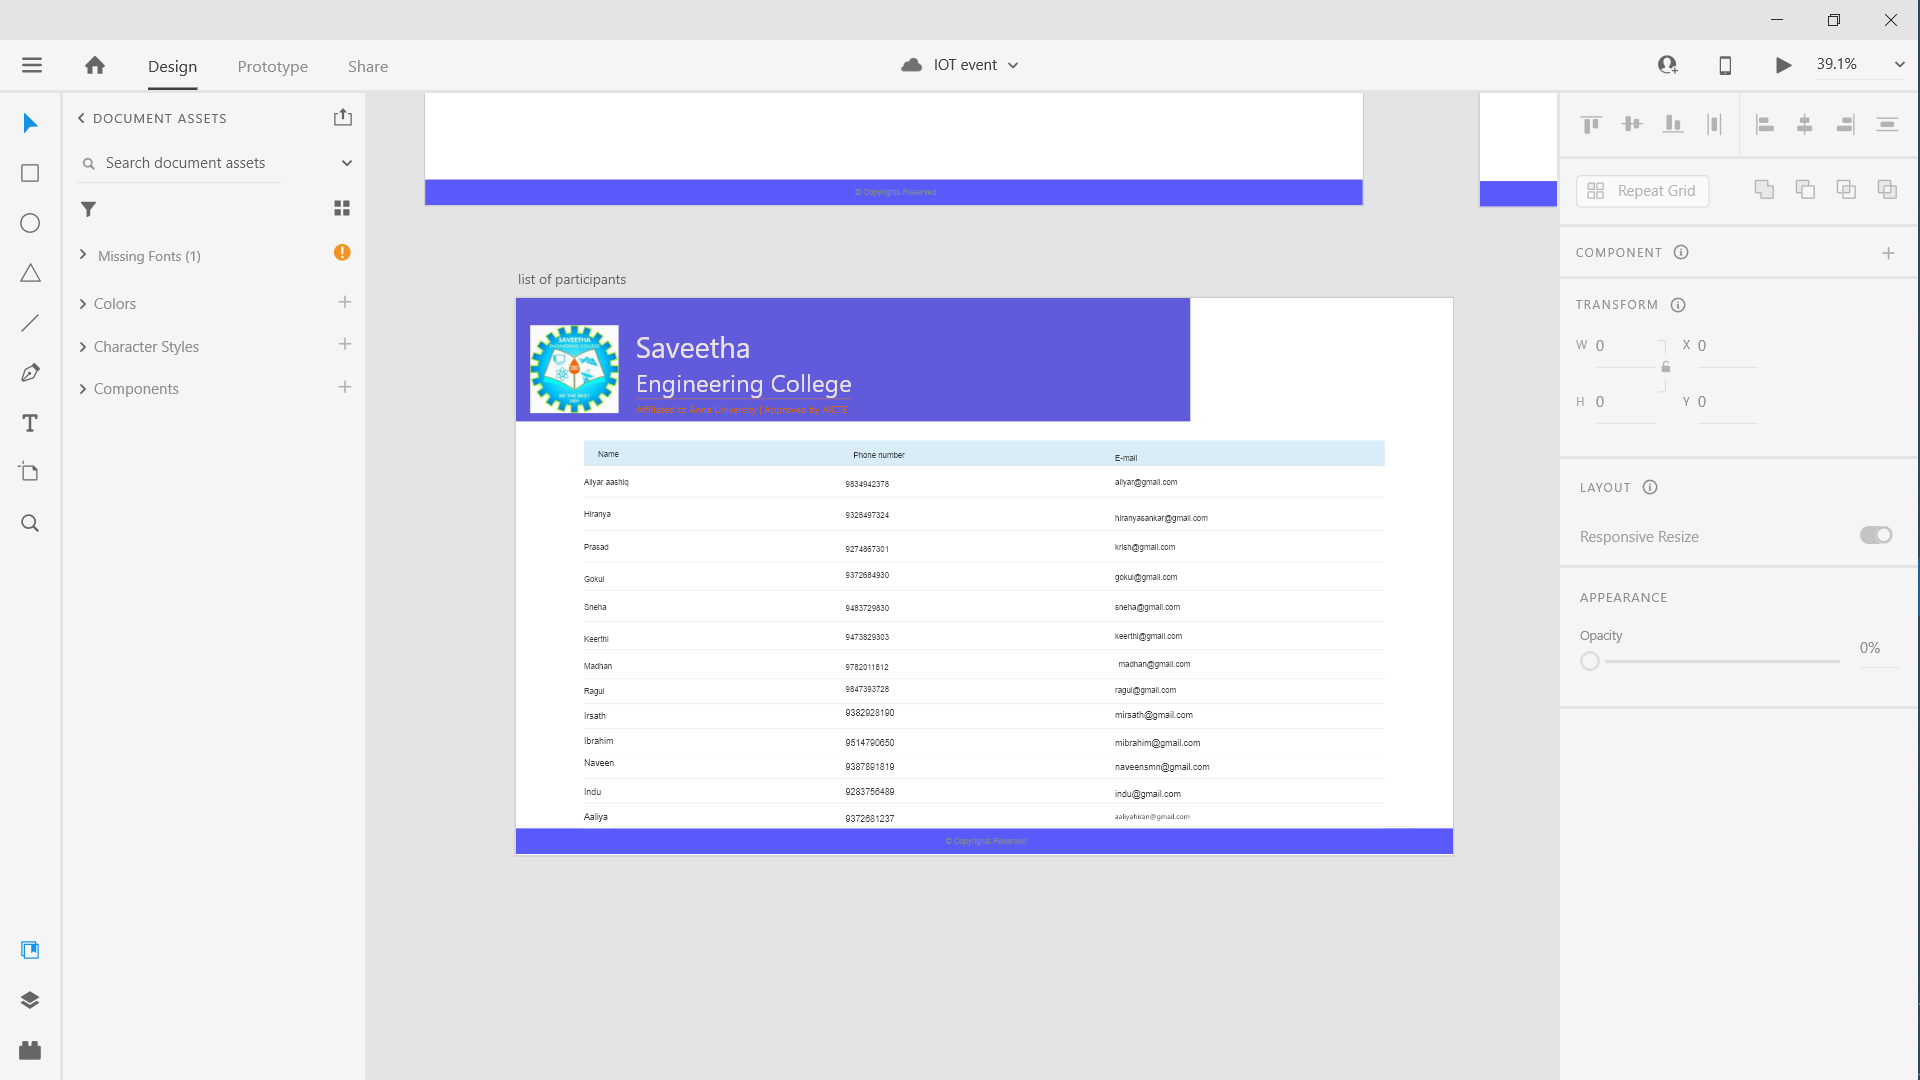 Design Prototype Share IOT event 39.1%
DOCUMENT ASSETS
Search document assets
Missing Fonts (1)
Colors
Character Styles
Components
© Copyrights Reserved
list of participants
SAVEETHA
ENGINEERING COLLEGE
BE THE BEST
2001
Saveetha
Engineering College
Affiliated to Anna University | Approved by AICTE
Name Phone number E-mail
Aliyar aashiq 9834942378 aliyar@gmail.com
Hiranya 9328497324 hiranyasankar@gmail.com
Prasad 9274867301 krish@gmail.com
Gokul 9372684930 gokul@gmail.com
Sneha 9483729830 sneha@gmail.com
Keerthi 9473829303 keerthi@gmail.com
Madhan 9782011812 madhan@gmail.com
Ragul 9847393728 ragul@gmail.com
Irsath 9382928190 mirsath@gmail.com
Ibrahim 9514790650 mibrahim@gmail.com
Naveen 9387891819 naveensmn@gmail.com
Indu 9283756489 indu@gmail.com
Aaliya 9372681237 aaliyahiran@gmail.com
© Copyrights Reserved
Repeat Grid
COMPONENT
TRANSFORM
W 0 X 0
H 0 Y 0
LAYOUT
Responsive Resize
APPEARANCE
Opacity
0%